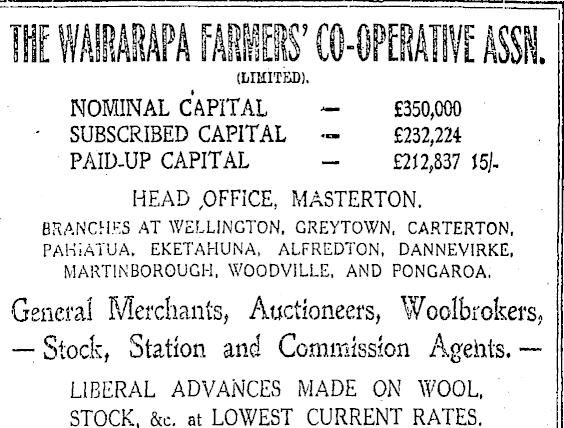 THE WAIRARAPA FARMERS' CO-OPERATIVE ASSN.
(LIMITED).
NOMINAL CAPITAL — £350,000
SUBSCRIBED CAPITAL — £232,224
PAID-UP CAPITAL — £212,837 15/-
HEAD OFFICE, MASTERTON.
BRANCHES AT WELLINGTON, GREYTOWN, CARTERTON,
PAHIATUA, EKETAHUNA, ALFREDTON, DANNEVIRKE,
MARTINBOROUGH, WOODVILLE, AND PONGAROA.
General Merchants, Auctioneers, Woolbrokers,
— Stock, Station and Commission Agents. —
LIBERAL ADVANCES MADE ON WOOL,
STOCK, &c. at LOWEST CURRENT RATES.